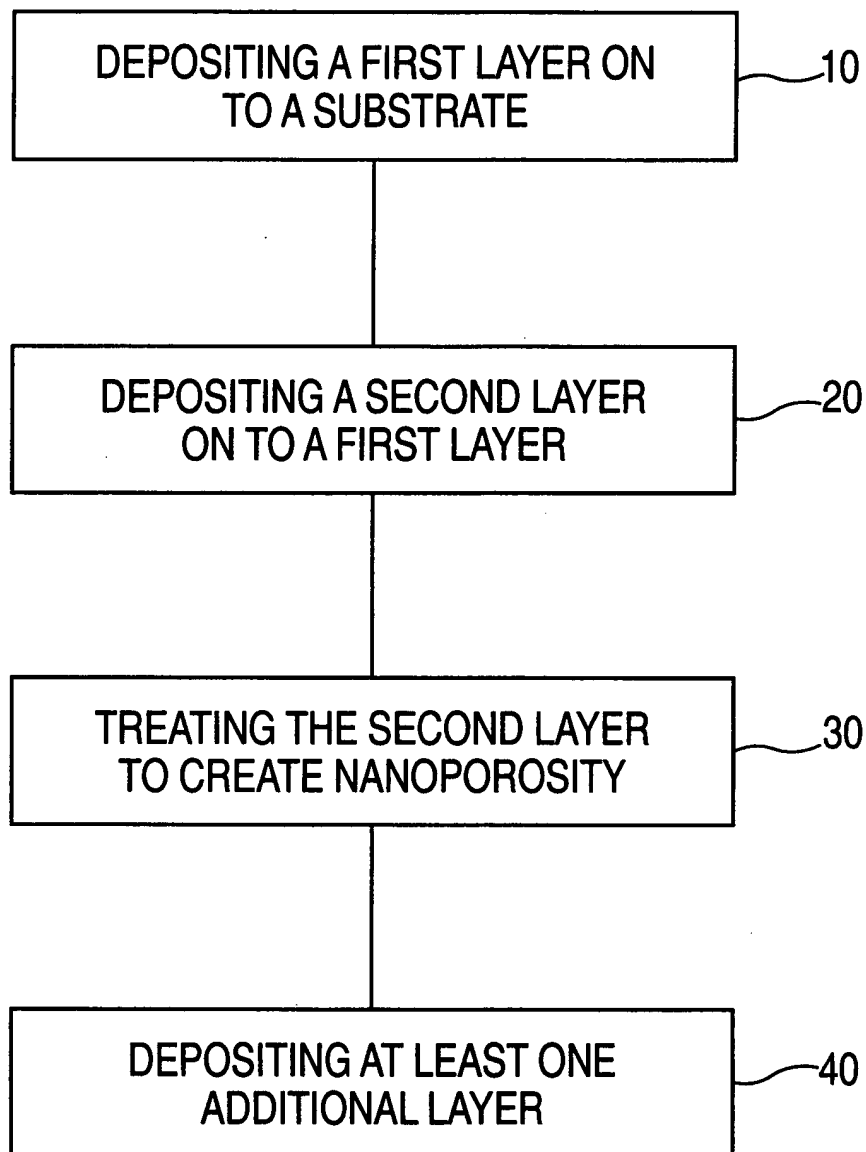 DEPOSITING A FIRST LAYER ON
TO A SUBSTRATE
10
DEPOSITING A SECOND LAYER
ON TO A FIRST LAYER
20
TREATING THE SECOND LAYER
TO CREATE NANOPOROSITY
30
DEPOSITING AT LEAST ONE
ADDITIONAL LAYER
40